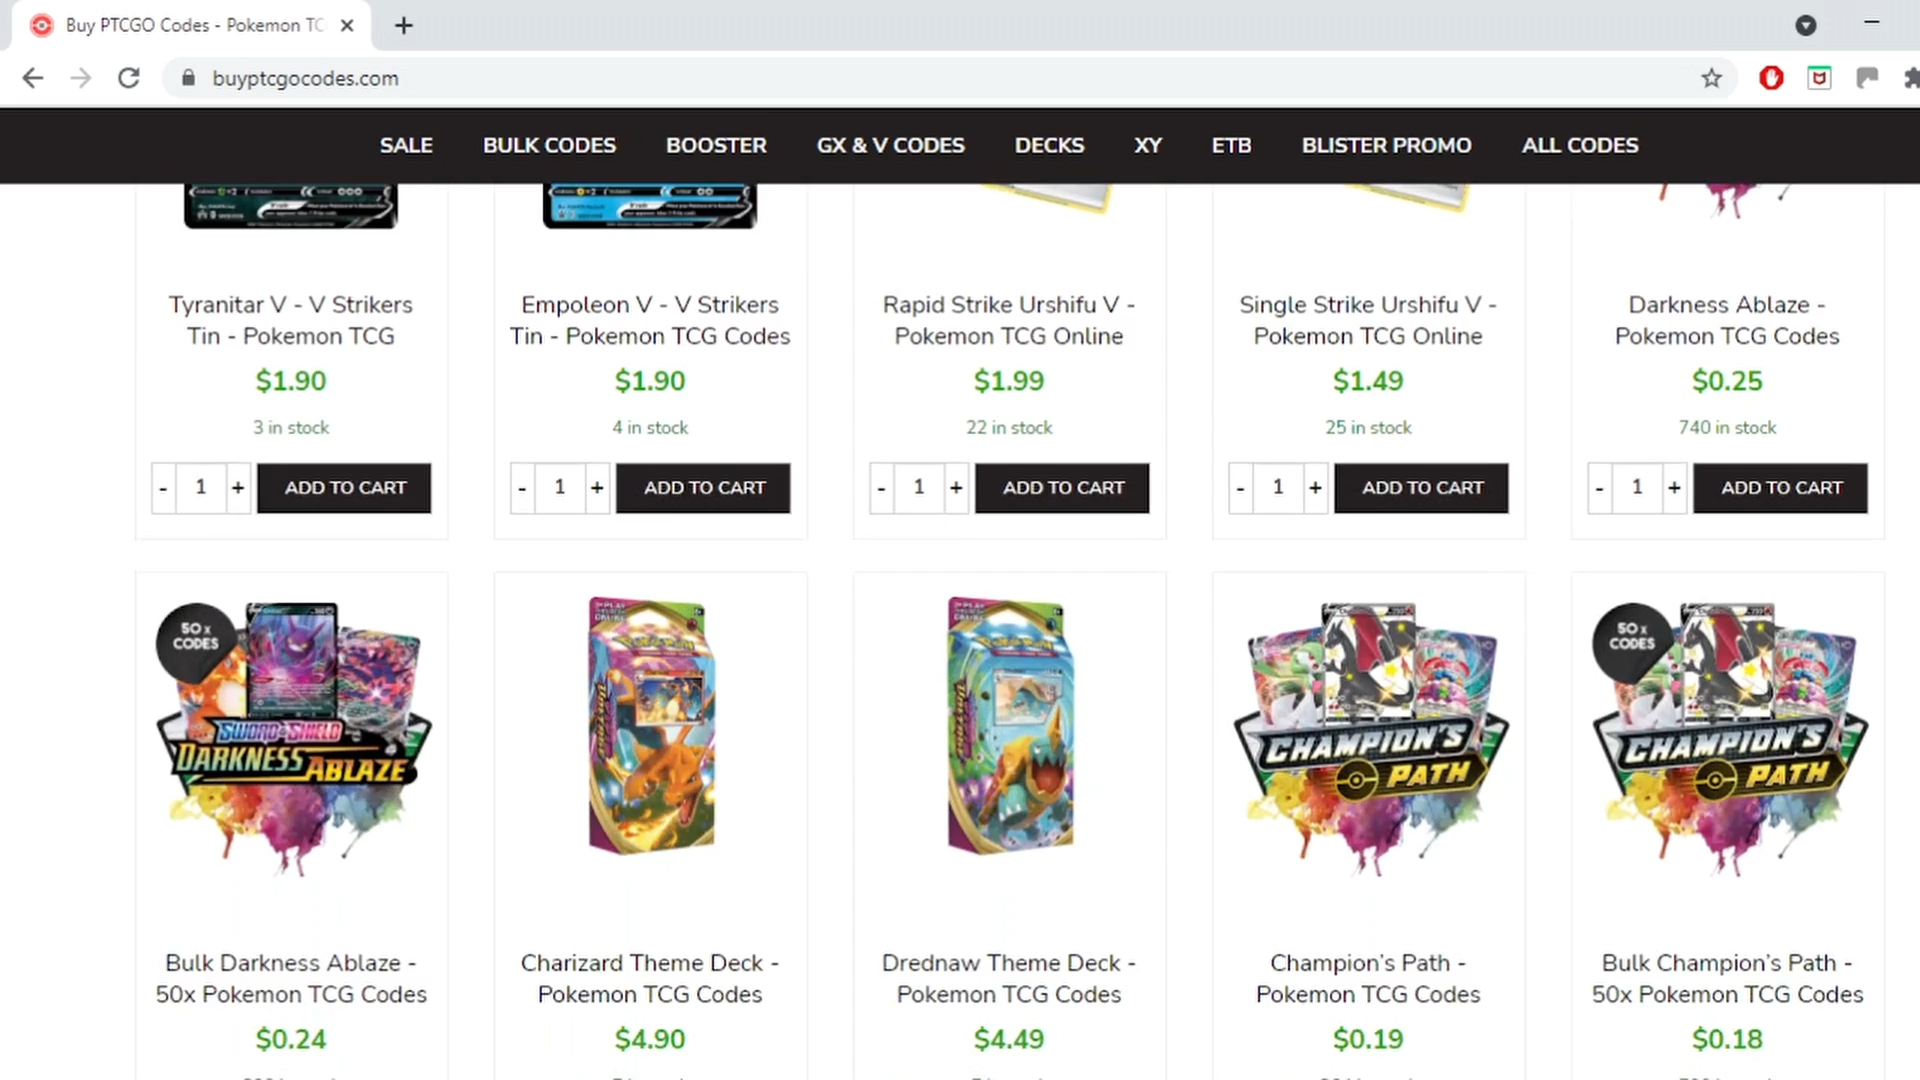 Buy PTCGO Codes - Pokemon TC
buyptcgocodes.com
SALE BULK CODES BOOSTER GX & V CODES DECKS XY ETB BLISTER PROMO ALL CODES
Tyranitar V - V Strikers
Tin - Pokemon TCG
$1.90
3 in stock
- 1 + ADD TO CART
Empoleon V - V Strikers
Tin - Pokemon TCG Codes
$1.90
4 in stock
- 1 + ADD TO CART
Rapid Strike Urshifu V -
Pokemon TCG Online
$1.99
22 in stock
- 1 + ADD TO CART
Single Strike Urshifu V -
Pokemon TCG Online
$1.49
25 in stock
- 1 + ADD TO CART
Darkness Ablaze -
Pokemon TCG Codes
$0.25
740 in stock
- 1 + ADD TO CART
50 x
CODES
SWORD & SHIELD
DARKNESS
ABLAZE
Bulk Darkness Ablaze -
50x Pokemon TCG Codes
$0.24
Charizard Theme Deck -
Pokemon TCG Codes
$4.90
Drednaw Theme Deck -
Pokemon TCG Codes
$4.49
CHAMPION'S
PATH
Champion's Path -
Pokemon TCG Codes
$0.19
50 x
CODES
CHAMPION'S
PATH
Bulk Champion's Path -
50x Pokemon TCG Codes
$0.18